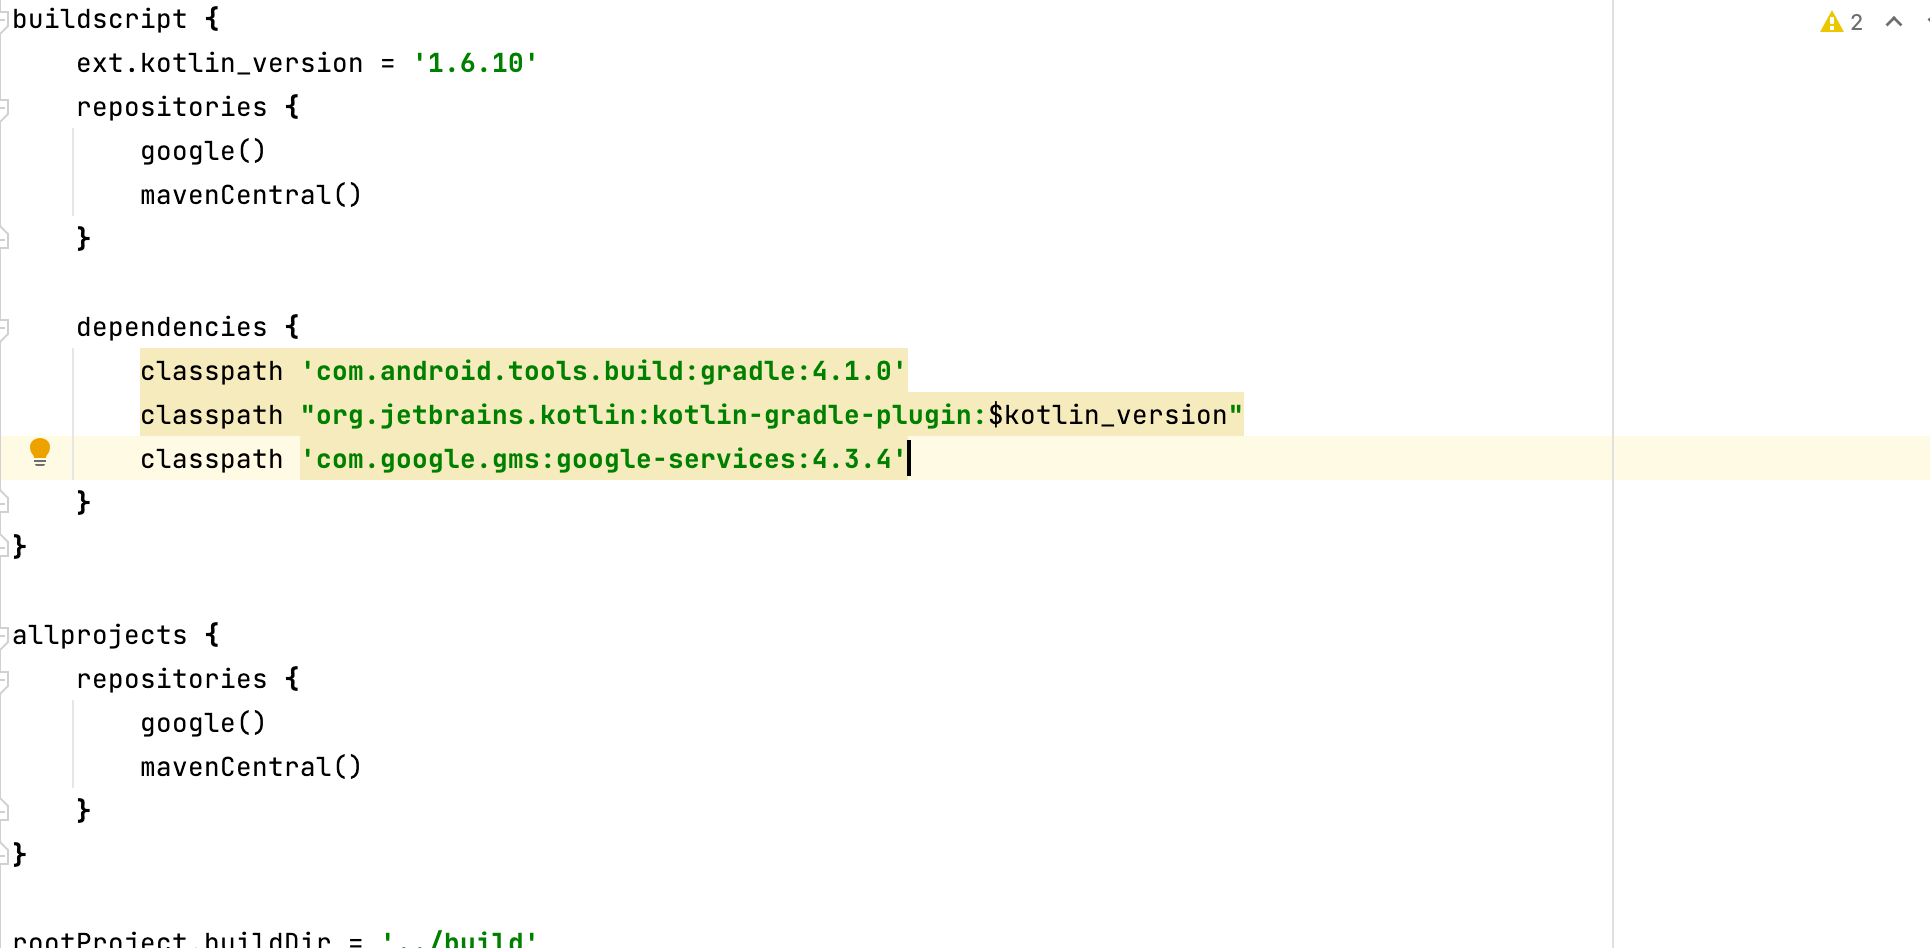 buildscript {
    ext.kotlin_version = '1.6.10'
    repositories {
        google()
        mavenCentral()
    }

    dependencies {
        classpath 'com.android.tools.build:gradle:4.1.0'
        classpath "org.jetbrains.kotlin:kotlin-gradle-plugin:$kotlin_version"
        classpath 'com.google.gms:google-services:4.3.4'
    }
}

allprojects {
    repositories {
        google()
        mavenCentral()
    }
}

rootProject.buildDir = '../build'
2